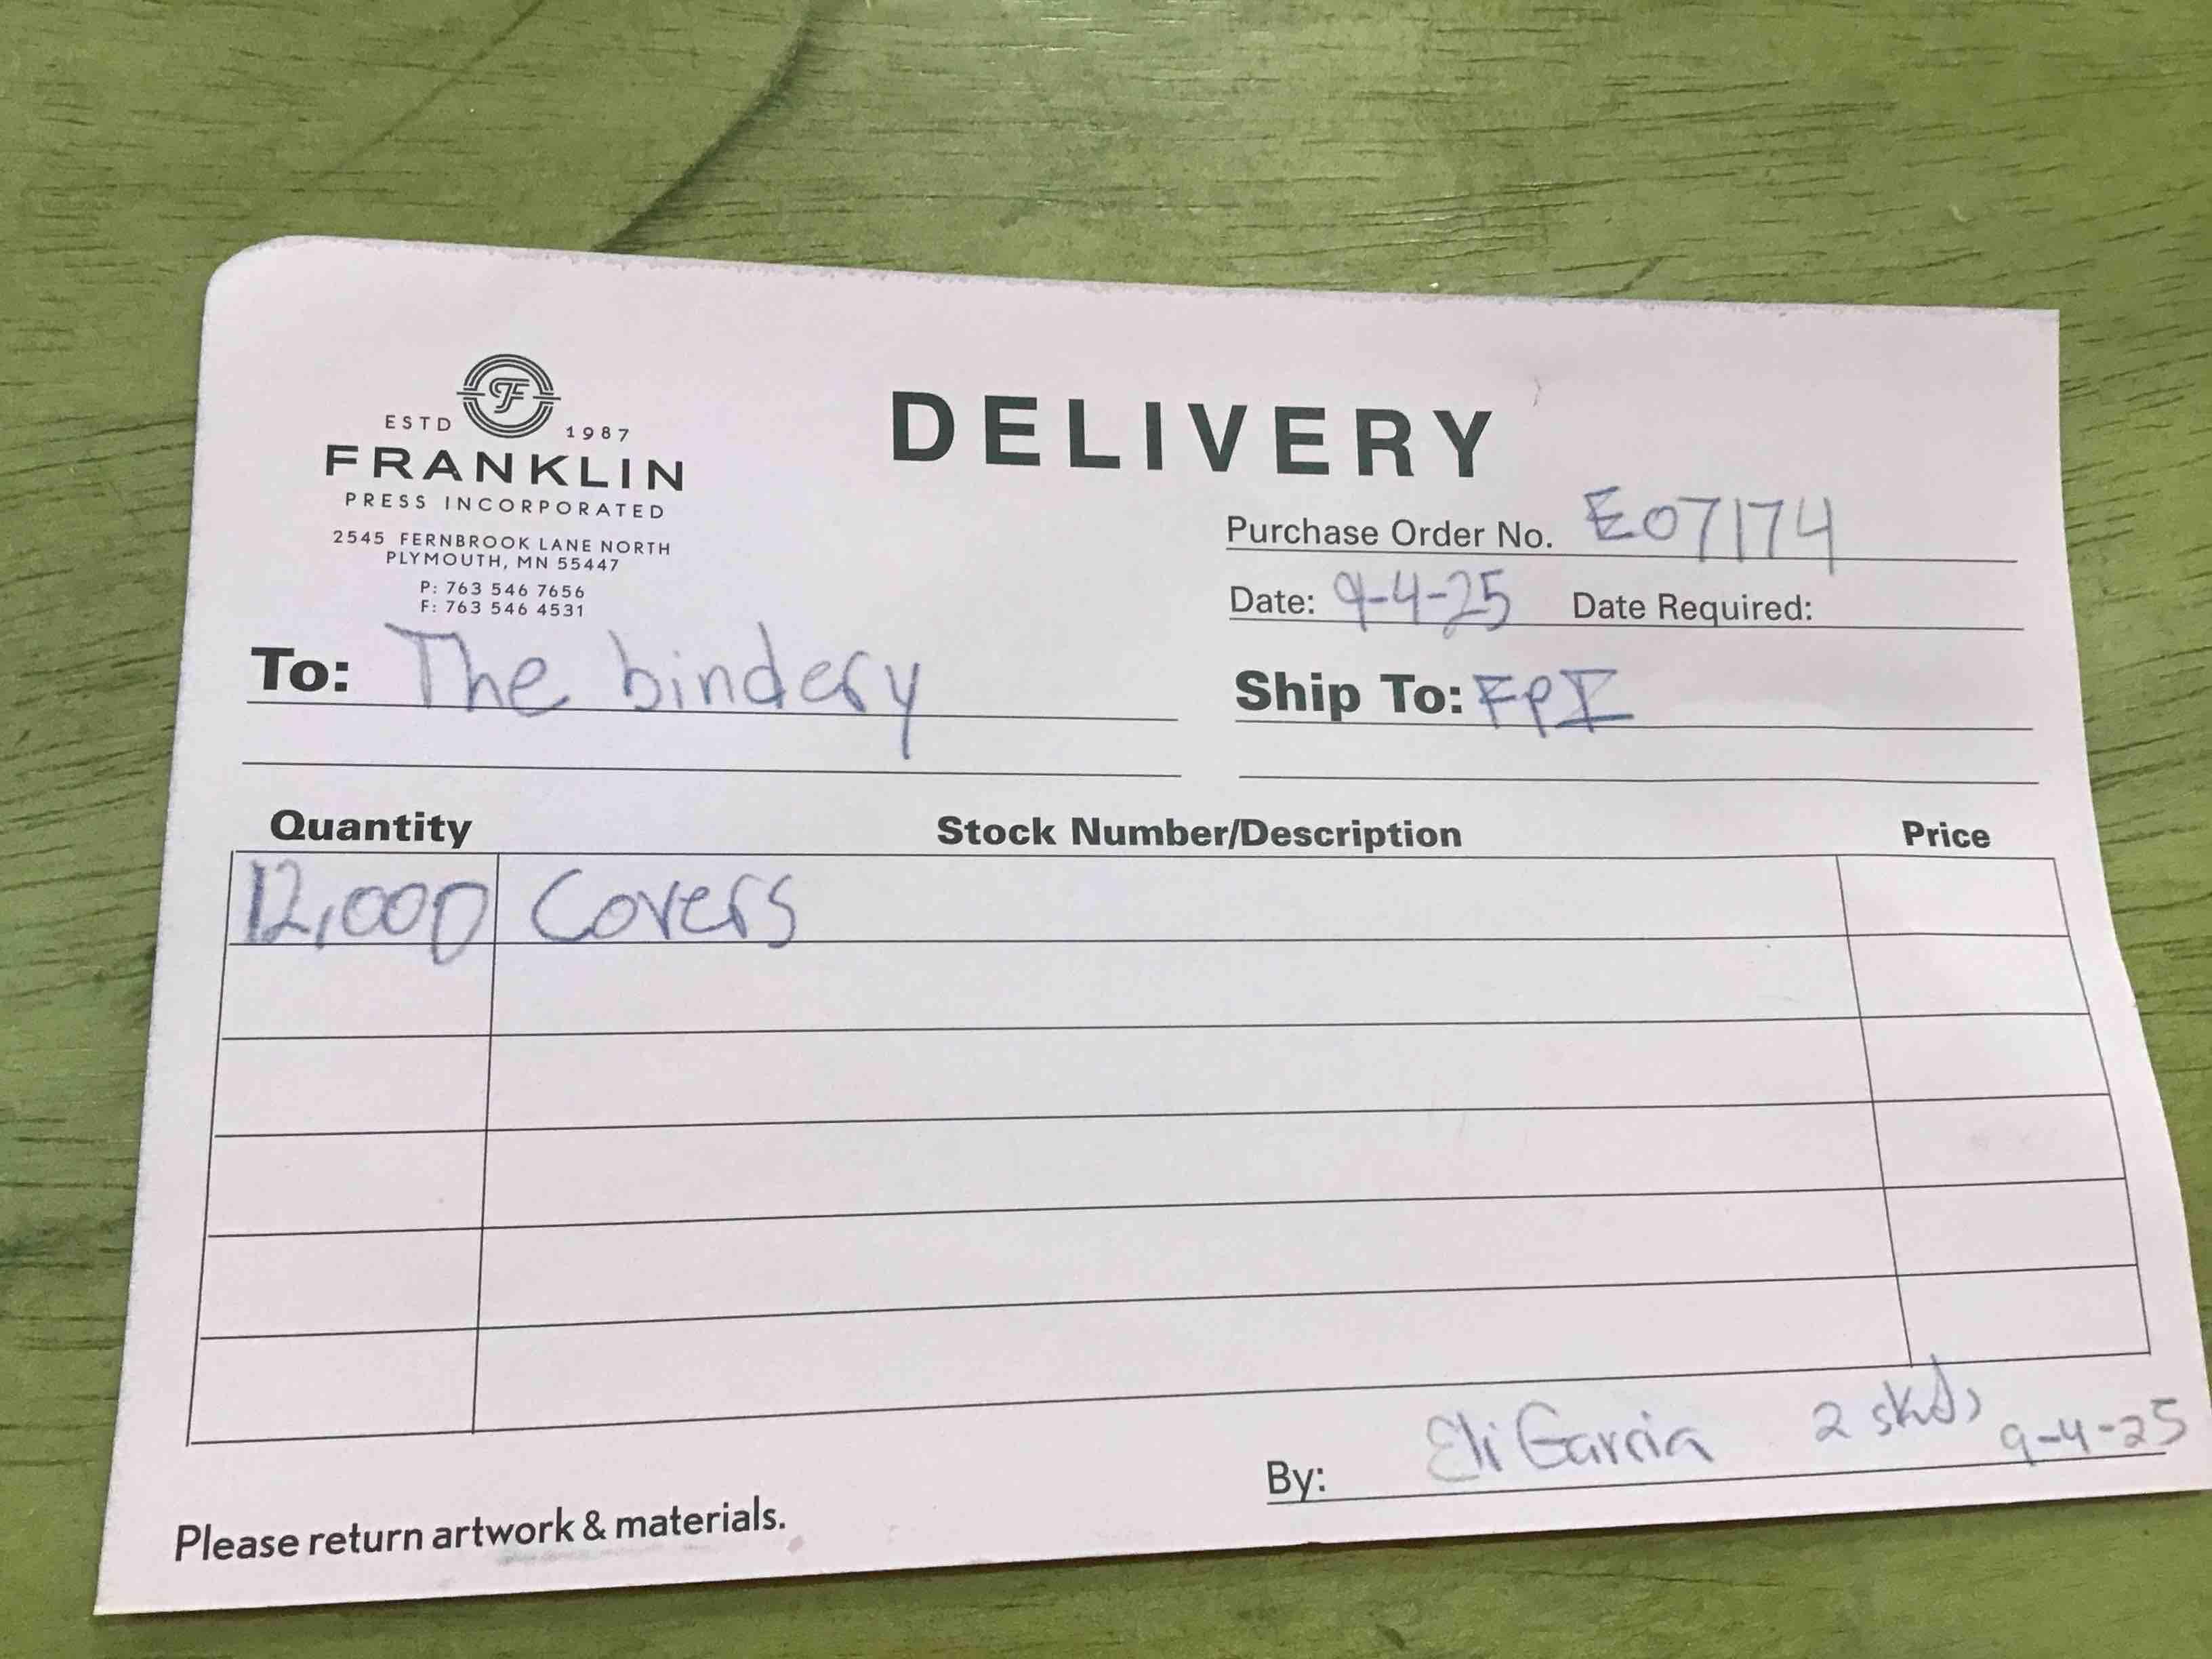 ESTD 1987
FRANKLIN
PRESS INCORPORATED
2545 FERNBROOK LANE NORTH
PLYMOUTH, MN 55447
P: 763 546 7656
F: 763 546 4531
DELIVERY
Purchase Order No. E07174
Date: 9-4-25 Date Required:
To: The bindery
Ship To: FPI
Quantity Stock Number/Description Price
12,000 Covers
By: Eli Garcia 2 skds 9-4-25
Please return artwork & materials.